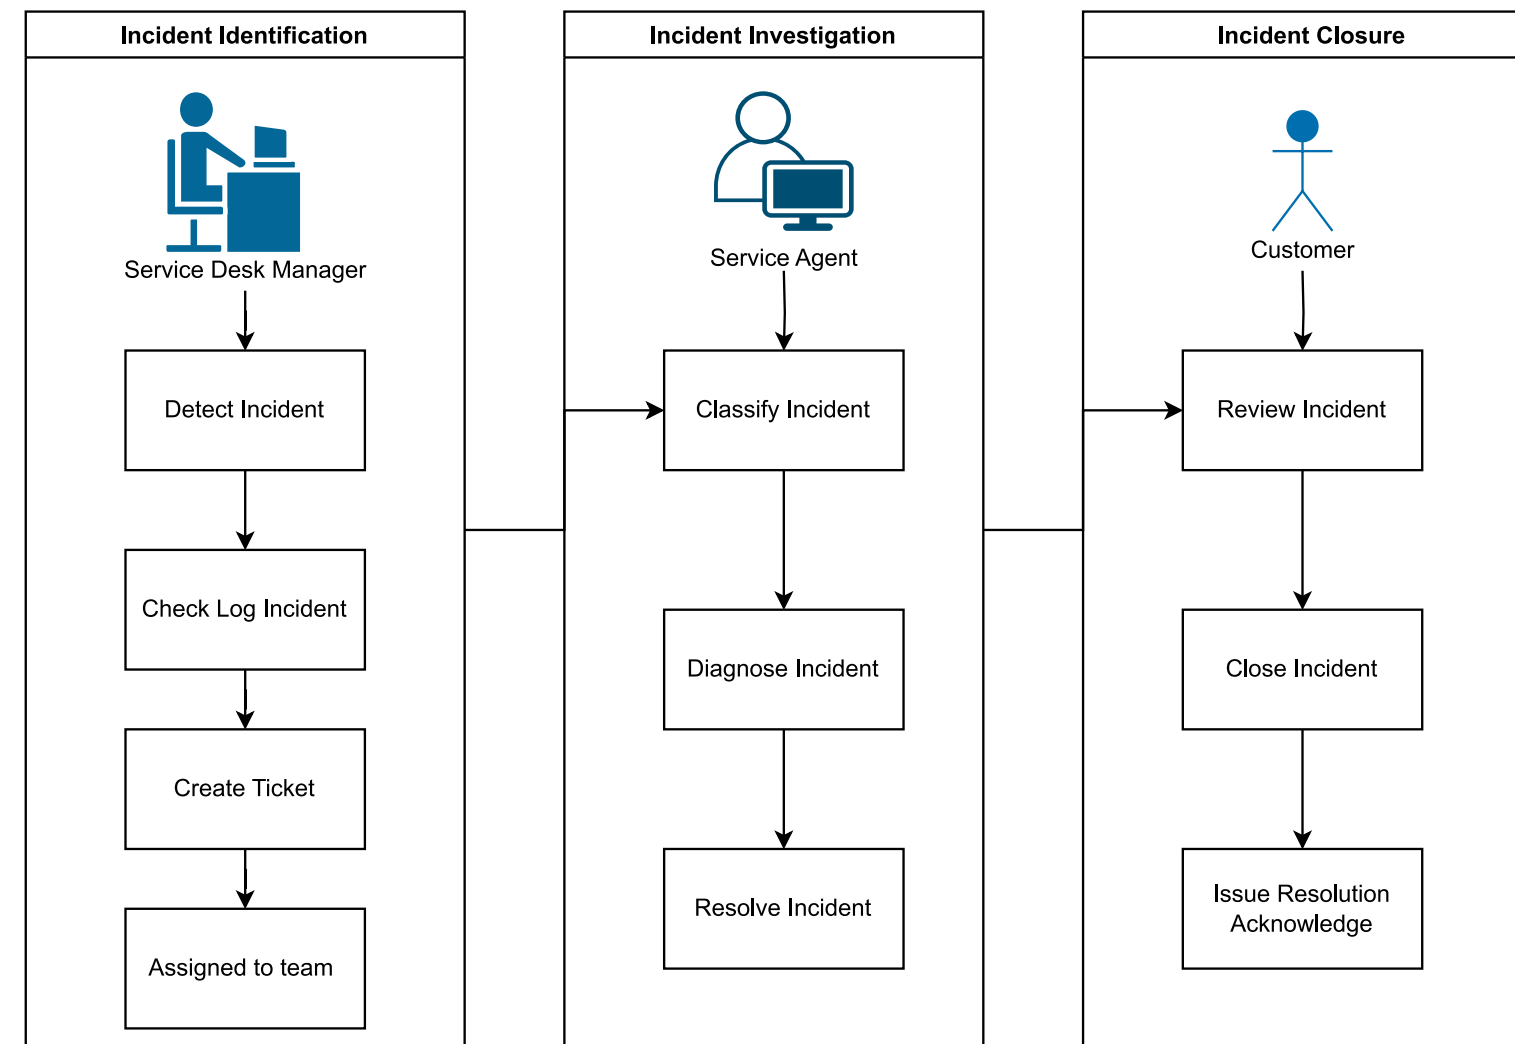 Incident Identification
Service Desk Manager
Detect Incident
Check Log Incident
Create Ticket
Assigned to team
Incident Investigation
Service Agent
Classify Incident
Diagnose Incident
Resolve Incident
Incident Closure
Customer
Review Incident
Close Incident
Issue Resolution
Acknowledge